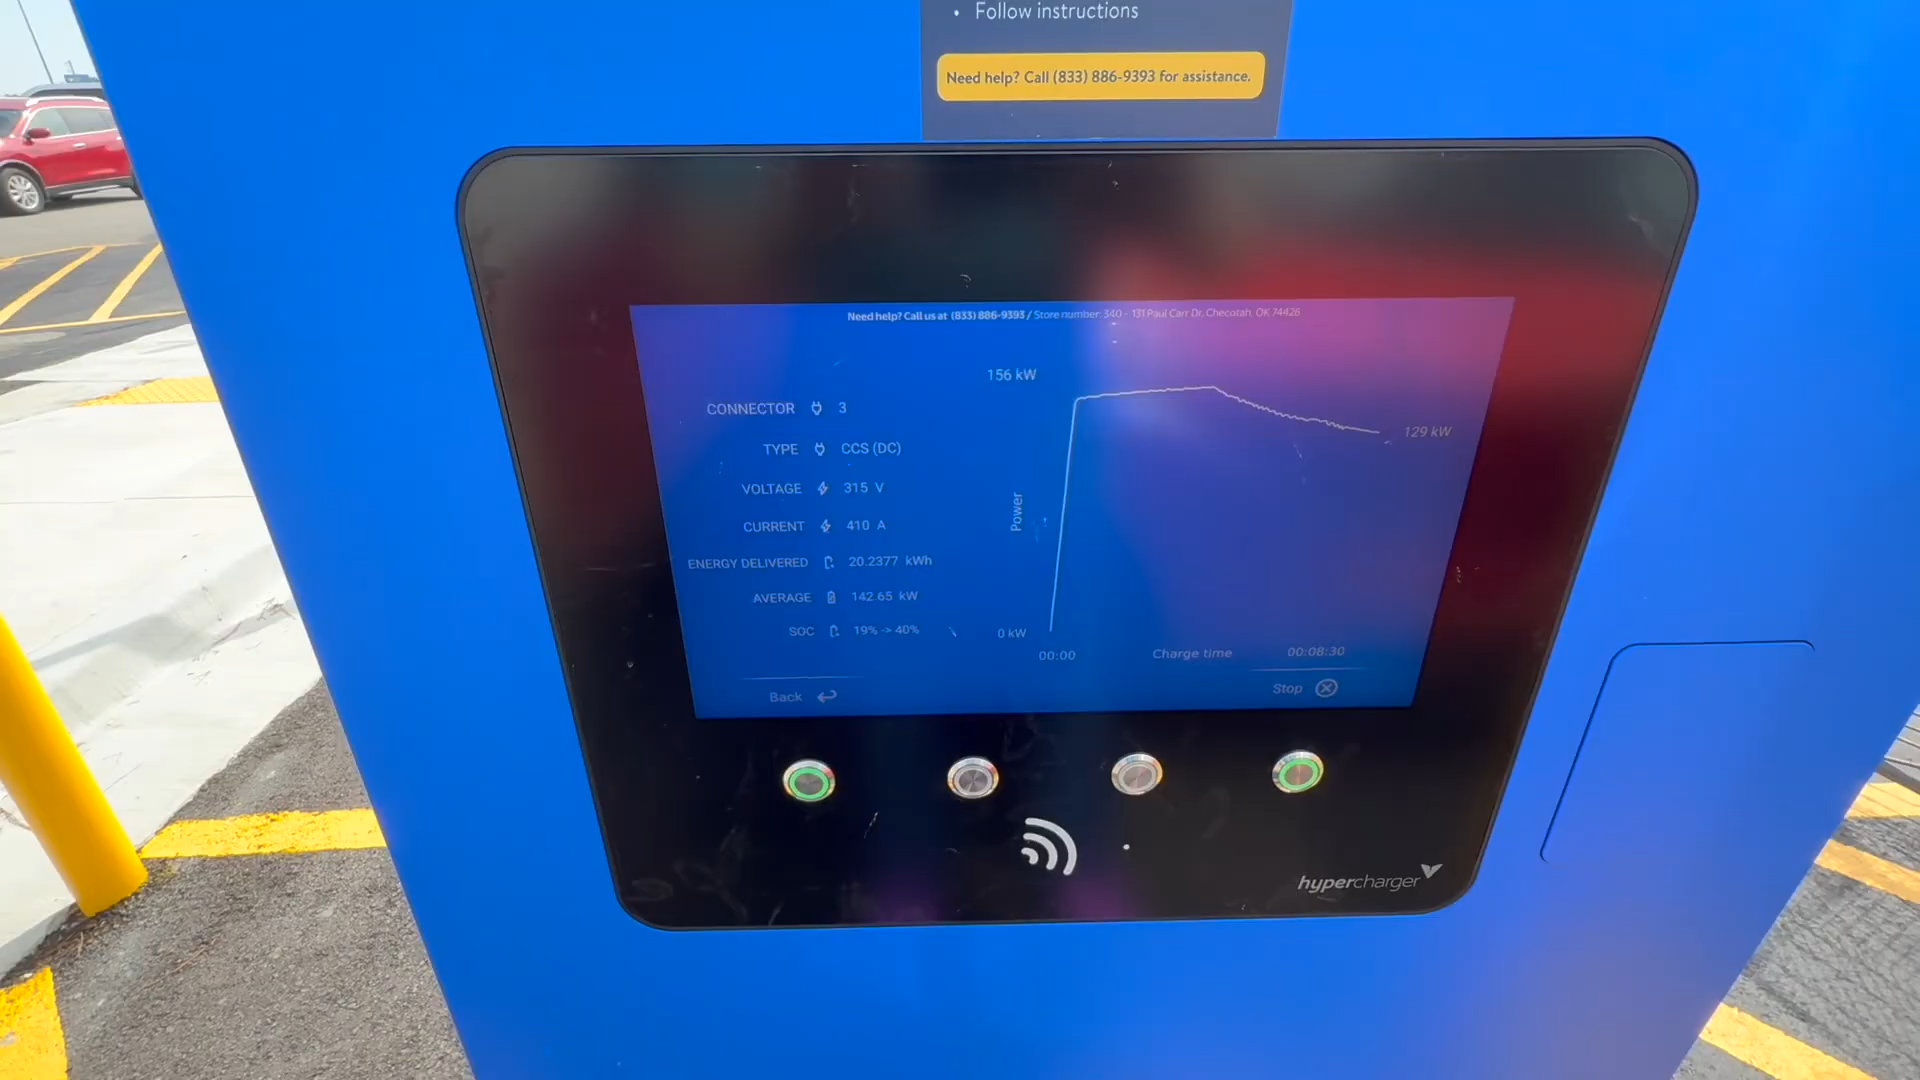 • Follow instructions
Need help? Call (833) 886-9393 for assistance.
Need help? Call us at (833) 886-9393 / Store number: 340 - 131 Paul Carr Dr, Checotah, OK 74426
156 kW
CONNECTOR 3
129 kW
TYPE CCS (DC)
VOLTAGE 315 V
Power
CURRENT 410 A
ENERGY DELIVERED 20.2377 kWh
AVERAGE 142.65 kW
SOC 19% -> 40%
0 kW
00:00
Charge time 00:08:30
Back
Stop
hypercharger